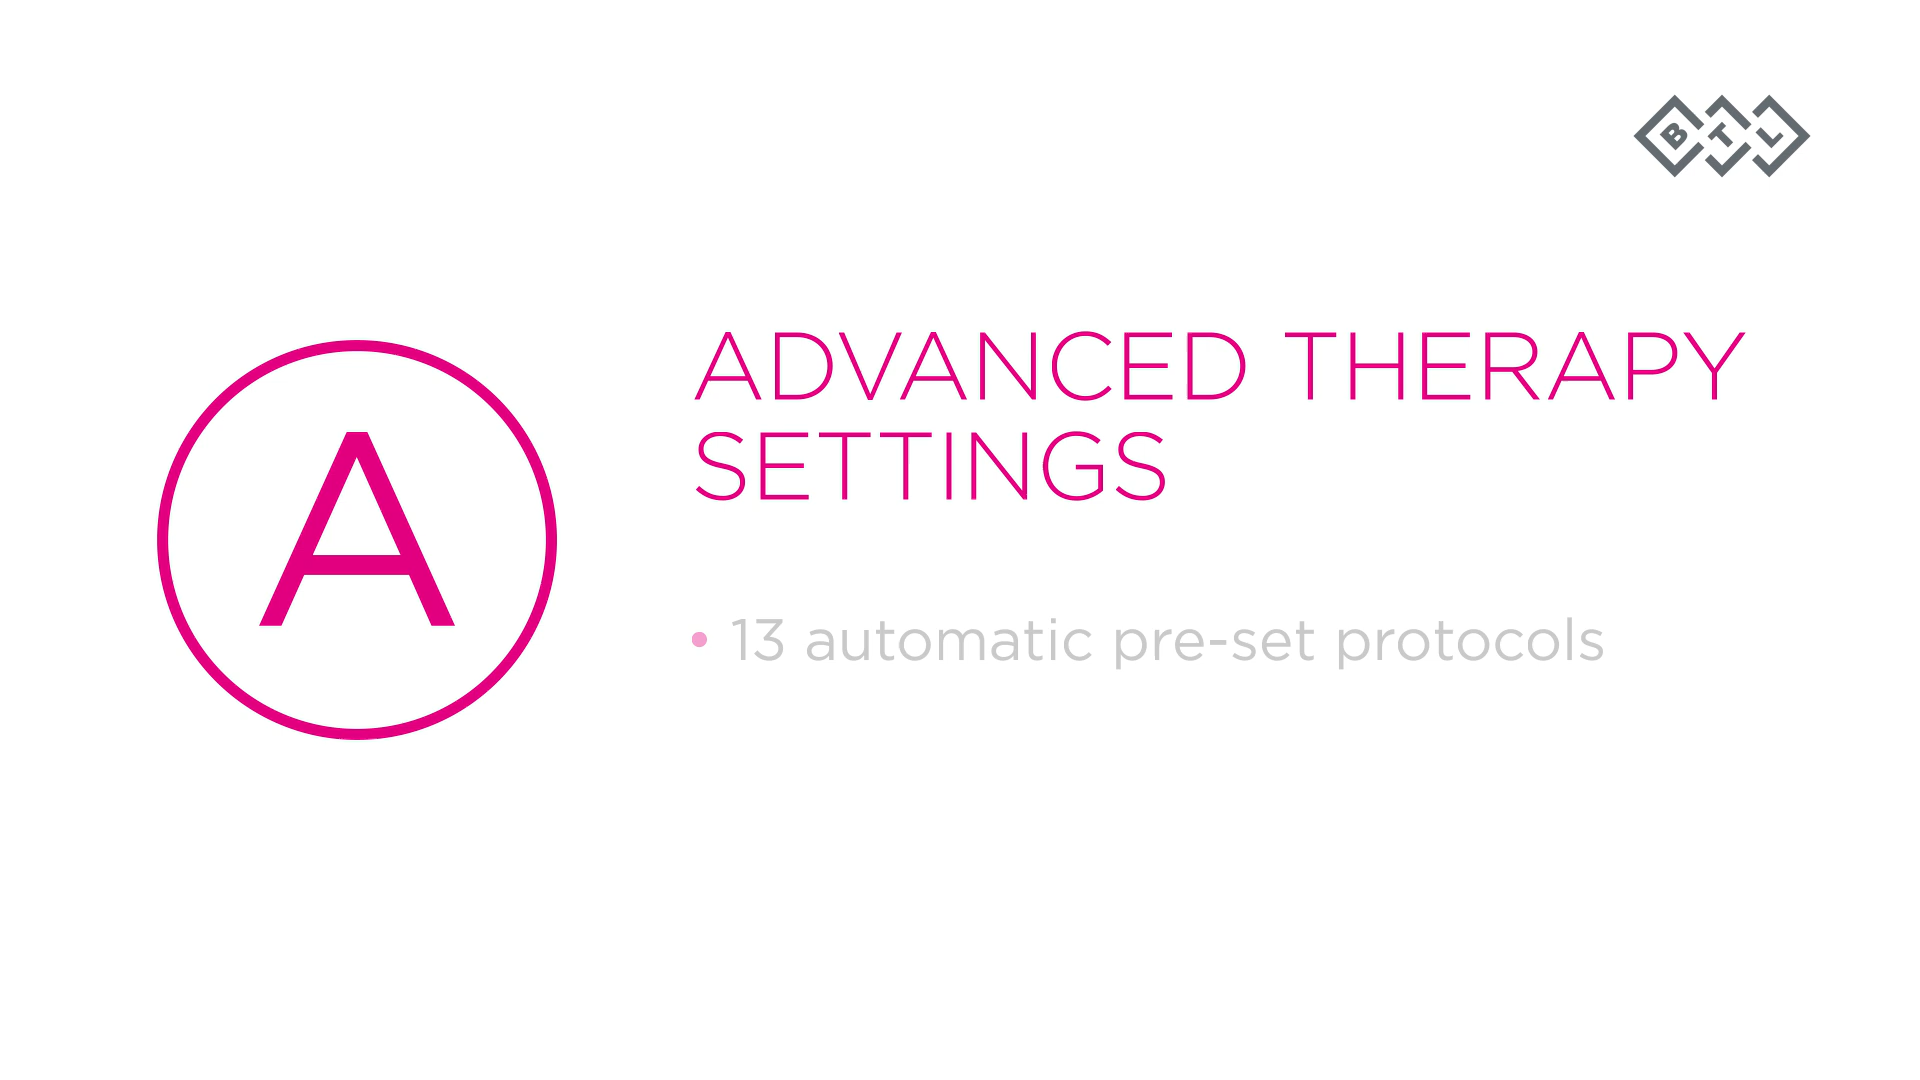 BTL
ADVANCED THERAPY
SETTINGS
A
• 13 automatic pre-set protocols